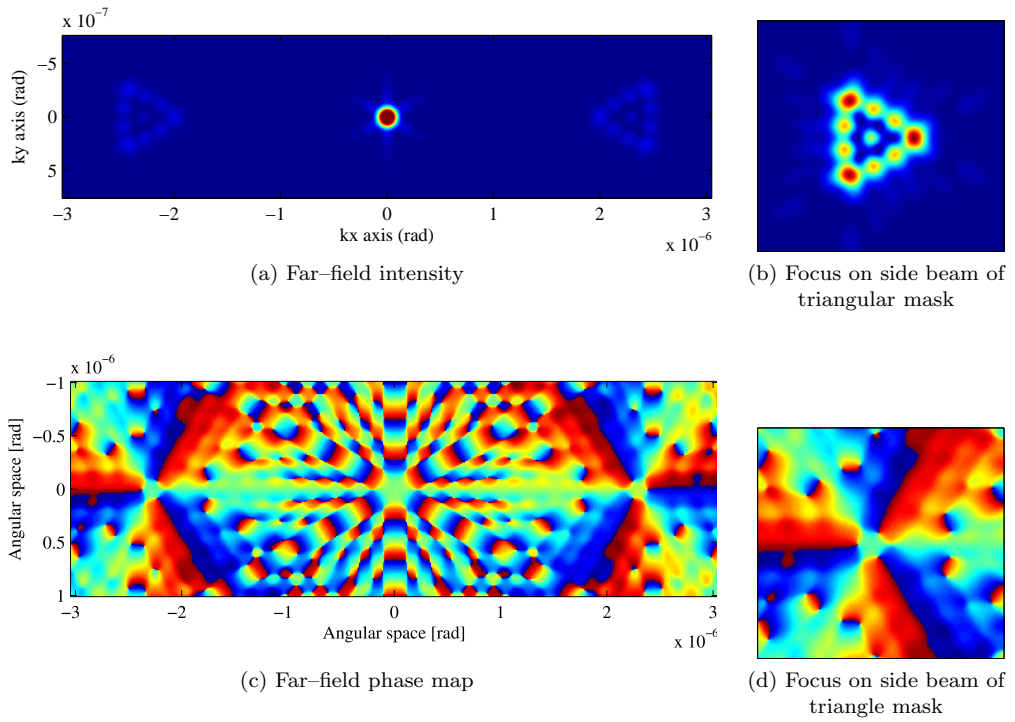 x 10−7
−5
0
5
ky axis (rad)
−3 −2 −1 0 1 2 3
kx axis (rad)
x 10−6
(a) Far–field intensity
(b) Focus on side beam of
triangular mask
x 10−6
−1
−0.5
0
0.5
1
Angular space [rad]
−3 −2 −1 0 1 2 3
Angular space [rad]
x 10−6
(c) Far–field phase map
(d) Focus on side beam of
triangle mask